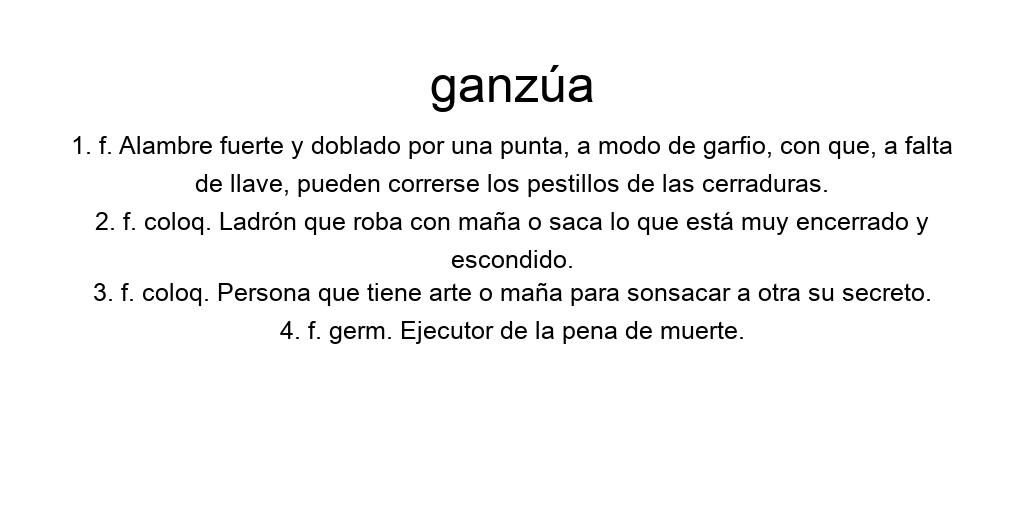 ganzúa
1. f. Alambre fuerte y doblado por una punta, a modo de garfio, con que, a falta
de llave, pueden correrse los pestillos de las cerraduras.
2. f. coloq. Ladrón que roba con maña o saca lo que está muy encerrado y
escondido.
3. f. coloq. Persona que tiene arte o maña para sonsacar a otra su secreto.
4. f. germ. Ejecutor de la pena de muerte.